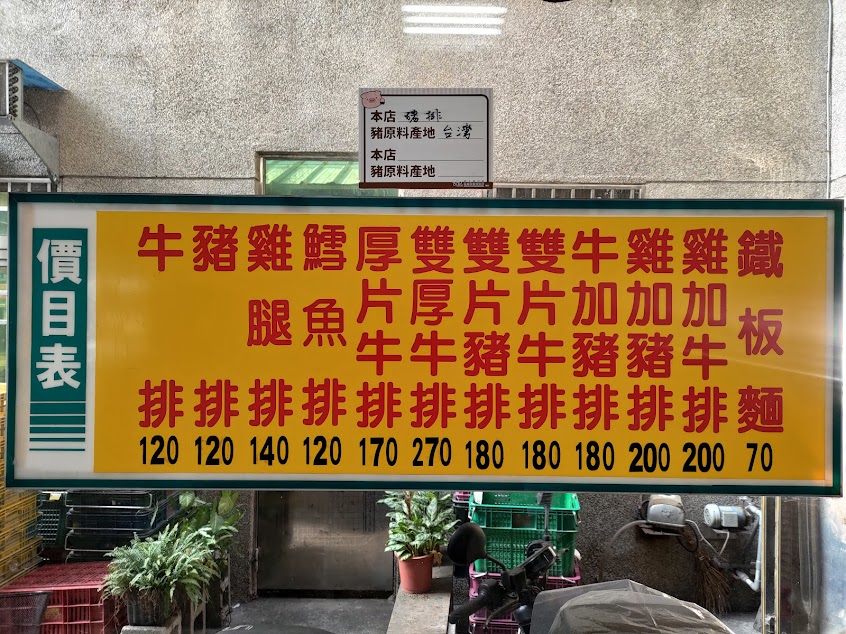 本店 豬排
豬原料產地 台灣
本店
豬原料產地
價目表
牛排 120
豬排 120
雞腿排 140
鱈魚排 120
厚片牛排 170
雙厚牛排 270
雙片豬排 180
雙片牛排 180
牛加豬排 180
雞加豬排 200
雞加牛排 200
鐵板麵 70